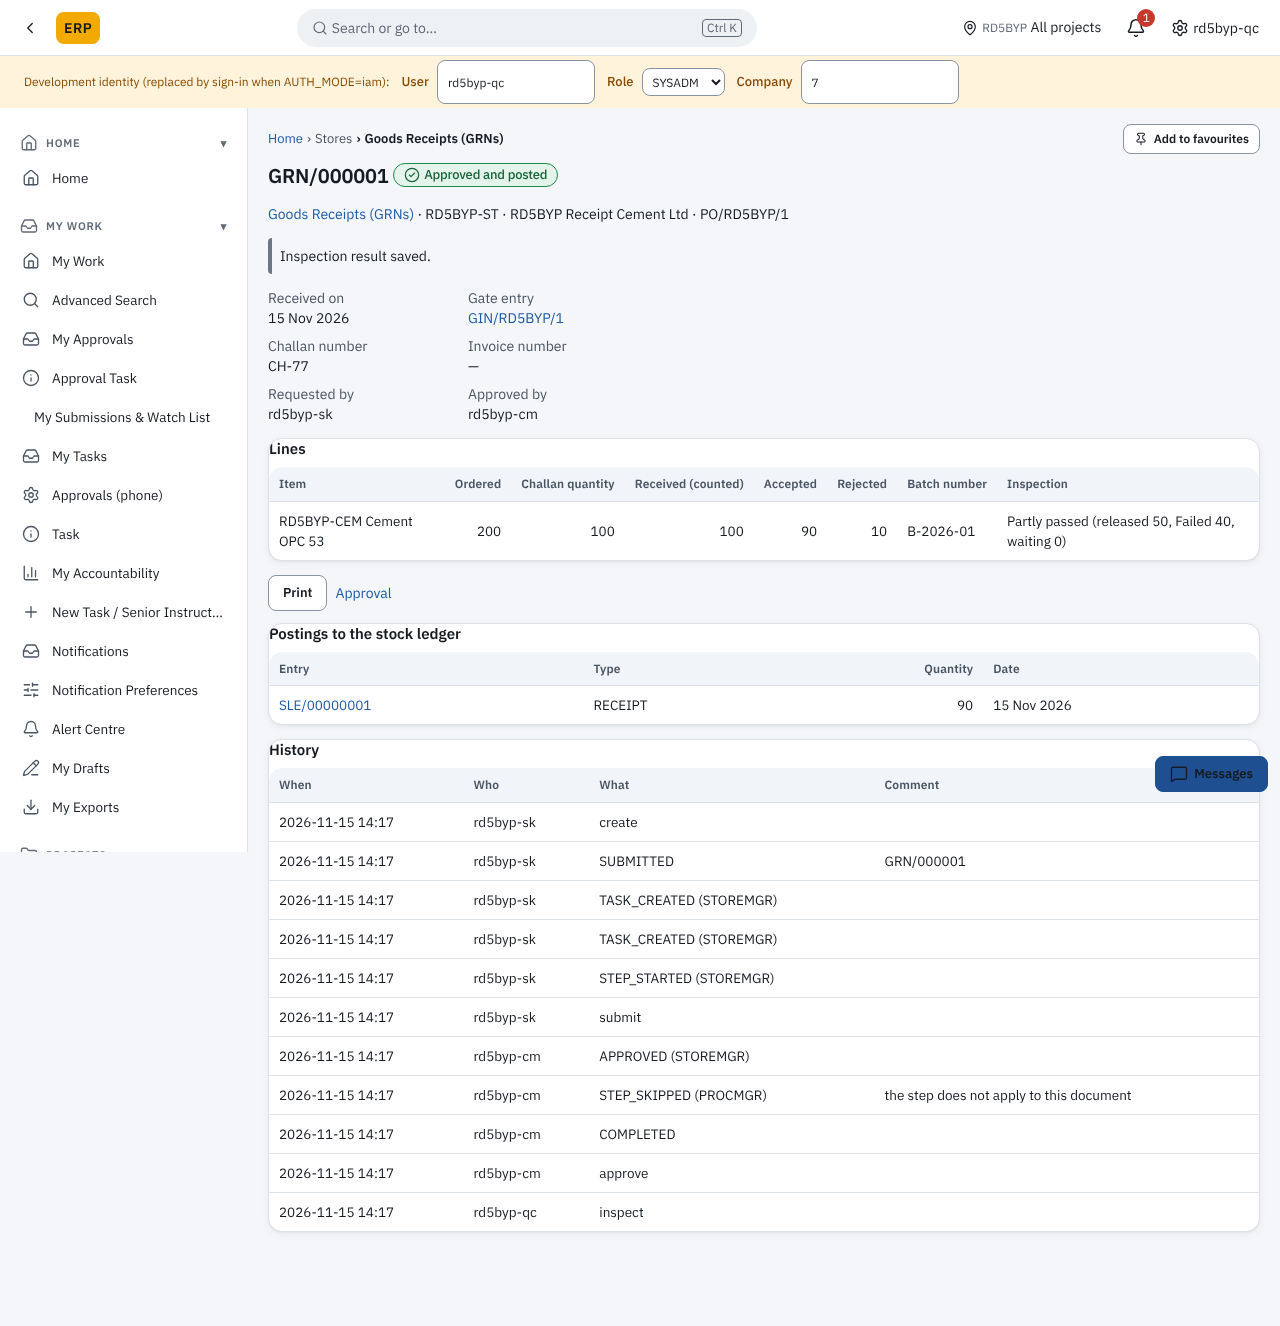 ERP
Search or go to...
Ctrl K
RD5BYP All projects
1
rd5byp-qc
Development identity (replaced by sign-in when AUTH_MODE=iam):
User
rd5byp-qc
Role
SYSADM
Company
7
HOME
Home
MY WORK
My Work
Advanced Search
My Approvals
Approval Task
My Submissions & Watch List
My Tasks
Approvals (phone)
Task
My Accountability
New Task / Senior Instruct...
Notifications
Notification Preferences
Alert Centre
My Drafts
My Exports
Home › Stores › Goods Receipts (GRNs)
Add to favourites
GRN/000001
Approved and posted
Goods Receipts (GRNs) · RD5BYP-ST · RD5BYP Receipt Cement Ltd · PO/RD5BYP/1
Inspection result saved.
Received on
15 Nov 2026
Gate entry
GIN/RD5BYP/1
Challan number
CH-77
Invoice number
—
Requested by
rd5byp-sk
Approved by
rd5byp-cm
Lines
Item Ordered Challan quantity Received (counted) Accepted Rejected Batch number Inspection
RD5BYP-CEM Cement OPC 53 200 100 100 90 10 B-2026-01 Partly passed (released 50, Failed 40, waiting 0)
Print
Approval
Postings to the stock ledger
Entry Type Quantity Date
SLE/00000001 RECEIPT 90 15 Nov 2026
History
Messages
When Who What Comment
2026-11-15 14:17 rd5byp-sk create
2026-11-15 14:17 rd5byp-sk SUBMITTED GRN/000001
2026-11-15 14:17 rd5byp-sk TASK_CREATED (STOREMGR)
2026-11-15 14:17 rd5byp-sk TASK_CREATED (STOREMGR)
2026-11-15 14:17 rd5byp-sk STEP_STARTED (STOREMGR)
2026-11-15 14:17 rd5byp-sk submit
2026-11-15 14:17 rd5byp-cm APPROVED (STOREMGR)
2026-11-15 14:17 rd5byp-cm STEP_SKIPPED (PROCMGR) the step does not apply to this document
2026-11-15 14:17 rd5byp-cm COMPLETED
2026-11-15 14:17 rd5byp-cm approve
2026-11-15 14:17 rd5byp-qc inspect